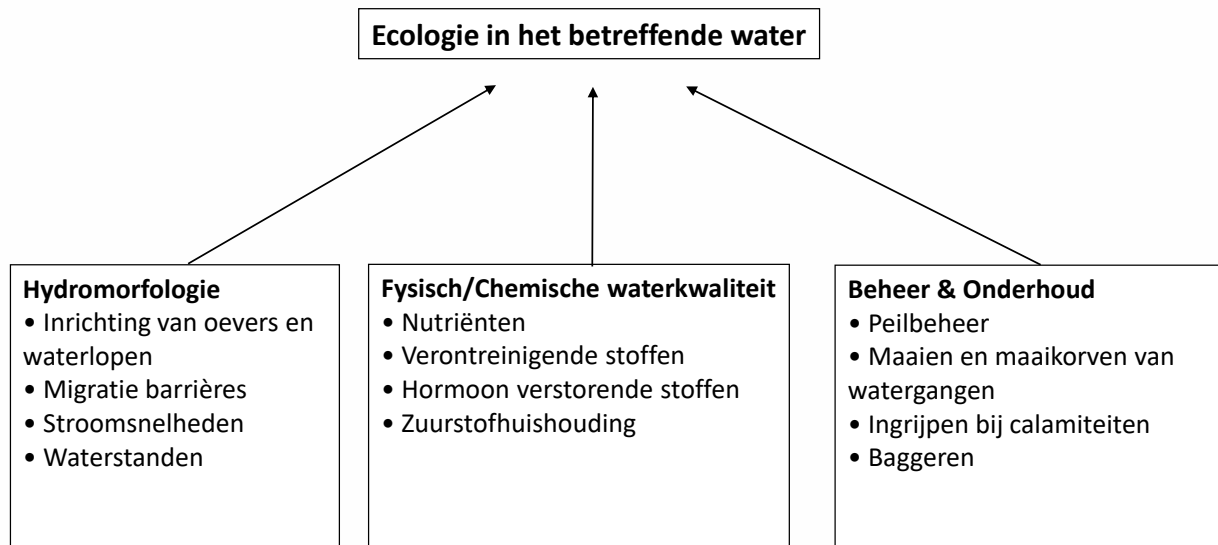 Ecologie in het betreffende water
Hydromorfologie
• Inrichting van oevers en
waterlopen
• Migratie barrières
• Stroomsnelheden
• Waterstanden
Fysisch/Chemische waterkwaliteit
• Nutriënten
• Verontreinigende stoffen
• Hormoon verstorende stoffen
• Zuurstofhuishouding
Beheer & Onderhoud
• Peilbeheer
• Maaien en maaikorven van
watergangen
• Ingrijpen bij calamiteiten
• Baggeren